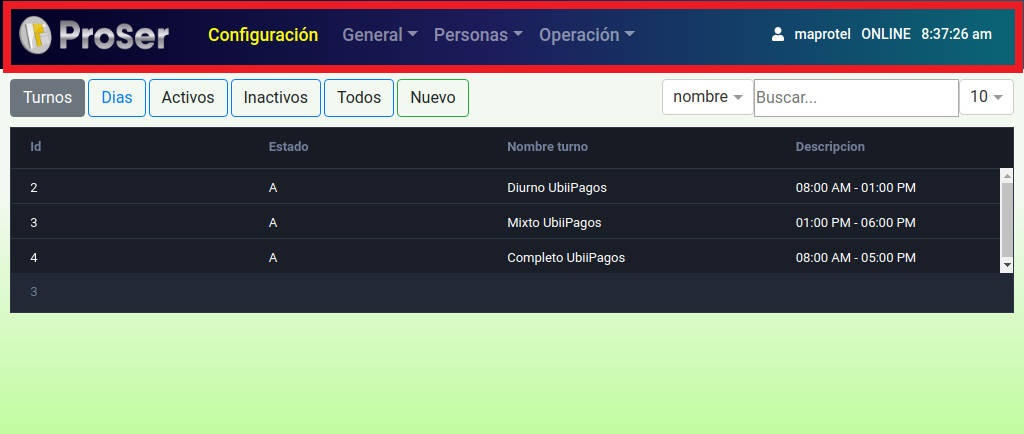 ProSer Configuración General Personas Operación maprotel ONLINE 8:37:26 am
Turnos Dias Activos Inactivos Todos Nuevo nombre Buscar... 10
Id Estado Nombre turno Descripcion
2 A Diurno UbiiPagos 08:00 AM - 01:00 PM
3 A Mixto UbiiPagos 01:00 PM - 06:00 PM
4 A Completo UbiiPagos 08:00 AM - 05:00 PM
3